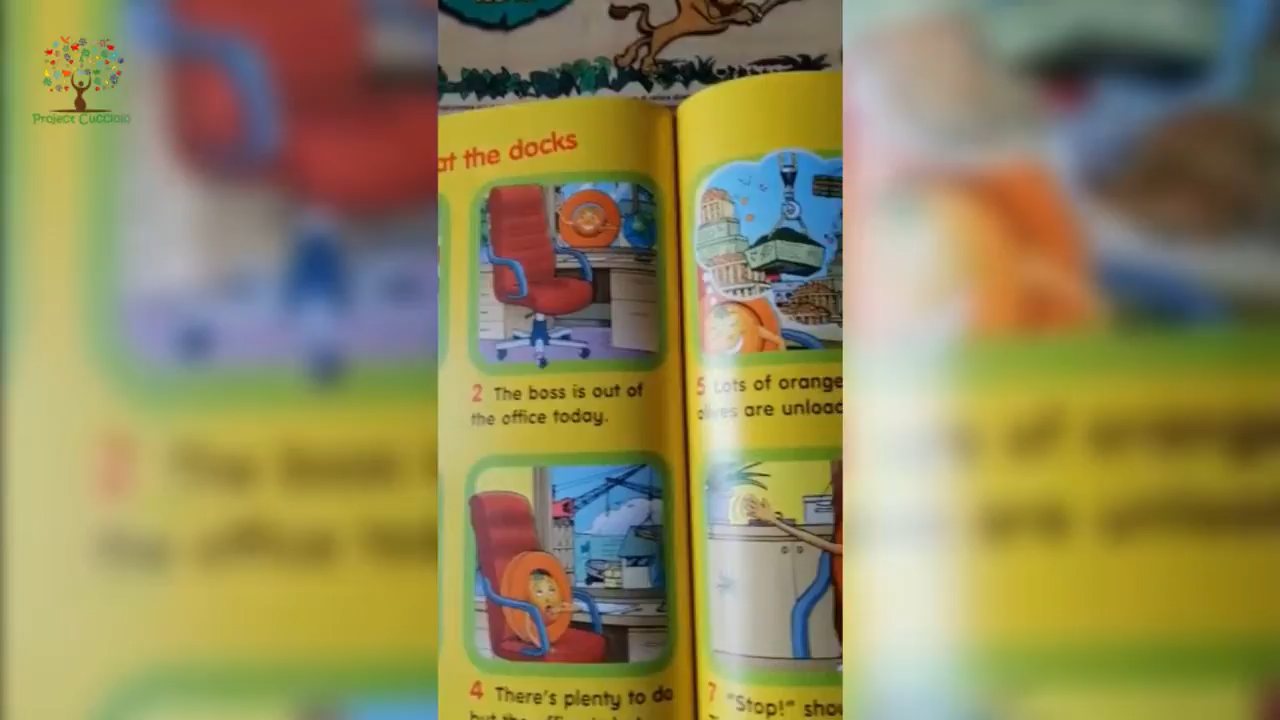 Project Cucciolo
at the docks
2 The boss is out of
the office today.
4 There's plenty to do
5 Lots of orange
are unload
7 "Stop!" shou